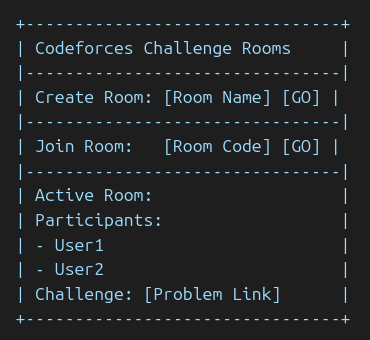 +--------------------------------+
| Codeforces Challenge Rooms     |
|--------------------------------|
| Create Room: [Room Name] [GO] |
|--------------------------------|
| Join Room:   [Room Code] [GO] |
|--------------------------------|
| Active Room:                   |
| Participants:                  |
| - User1                        |
| - User2                        |
| Challenge: [Problem Link]      |
+--------------------------------+